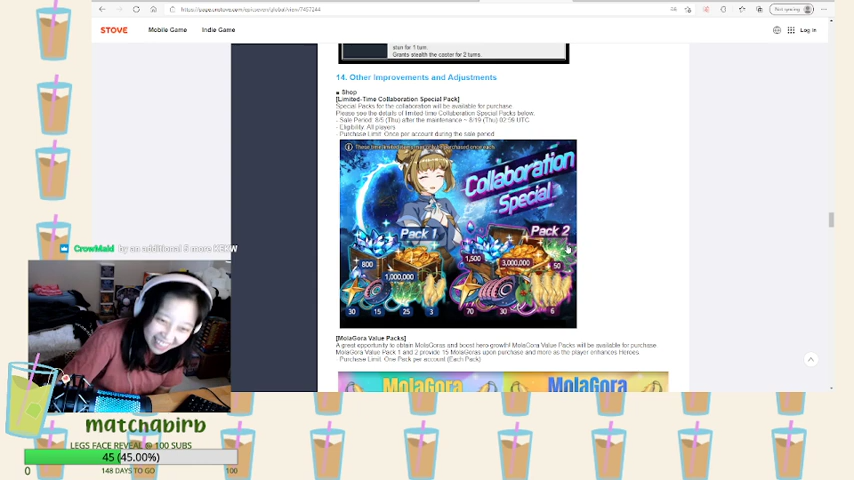 STOVE
Mobile Game
Indie Game
Log in
stun for 1 turn.
Grants stealth the caster for 2 turns.
14. Other Improvements and Adjustments
■ Shop
[Limited-Time Collaboration Special Pack]
Special Packs for the collaboration will be available for purchase.
Please see the details of limited time Collaboration Special Packs below.
- Sale Period: 8/5 (Thu) after the maintenance ~ 8/19 (Thu) 02:59 UTC
- Eligibility: All players
- Purchase Limit: Once per account during the sale period
Collaboration
Special
Pack 1
Pack 2
800
1,000,000
30
15
25
3
1,500
3,000,000
50
70
30
6
[MolaGora Value Packs]
A great opportunity to obtain MolaGoras and boost hero growth! MolaGora Value Packs will be available for purchase.
MolaGora Value Pack 1 and 2 provide 15 MolaGoras upon purchase and more as the player enhances Heroes.
- Purchase Limit: One Pack per account (Each Pack)
MolaGora
MolaGora
CrowMaid by an additional 5 more KEKW
matchabirb
LEGS FACE REVEAL @ 100 SUBS
45 (45.00%)
0
148 DAYS TO GO
100